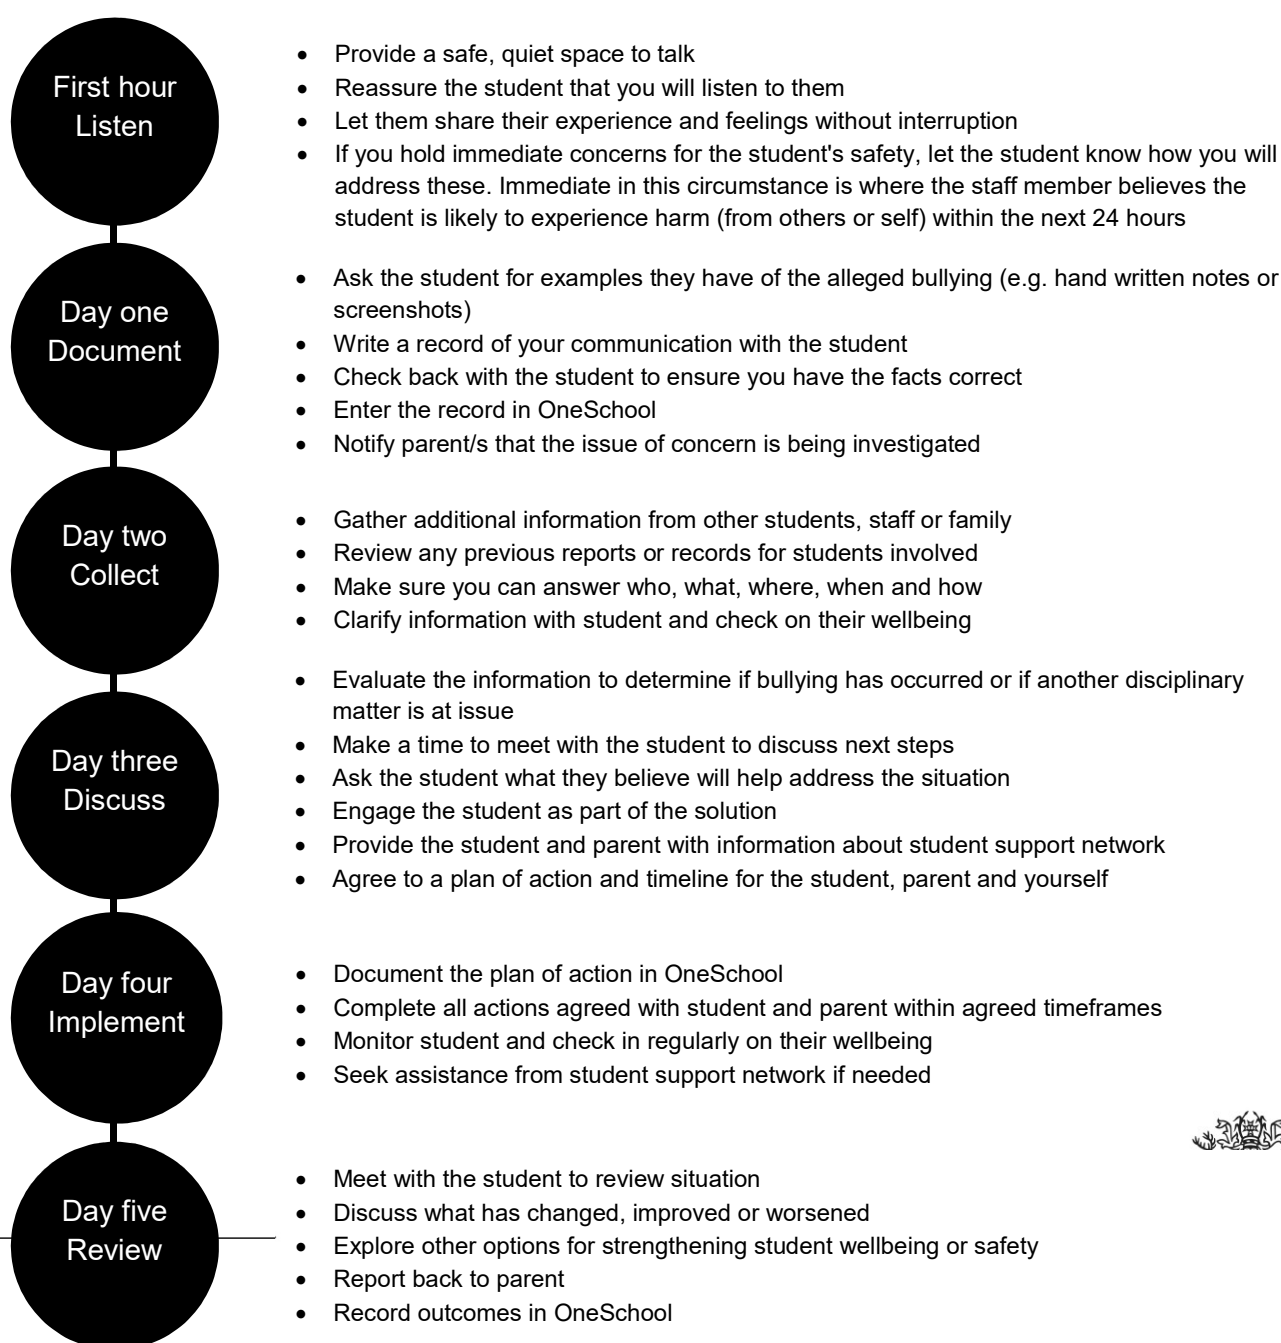 First hour
Listen
• Provide a safe, quiet space to talk
• Reassure the student that you will listen to them
• Let them share their experience and feelings without interruption
• If you hold immediate concerns for the student's safety, let the student know how you will
address these. Immediate in this circumstance is where the staff member believes the
student is likely to experience harm (from others or self) within the next 24 hours
Day one
Document
• Ask the student for examples they have of the alleged bullying (e.g. hand written notes or
screenshots)
• Write a record of your communication with the student
• Check back with the student to ensure you have the facts correct
• Enter the record in OneSchool
• Notify parent/s that the issue of concern is being investigated
Day two
Collect
• Gather additional information from other students, staff or family
• Review any previous reports or records for students involved
• Make sure you can answer who, what, where, when and how
• Clarify information with student and check on their wellbeing
Day three
Discuss
• Evaluate the information to determine if bullying has occurred or if another disciplinary
matter is at issue
• Make a time to meet with the student to discuss next steps
• Ask the student what they believe will help address the situation
• Engage the student as part of the solution
• Provide the student and parent with information about student support network
• Agree to a plan of action and timeline for the student, parent and yourself
Day four
Implement
• Document the plan of action in OneSchool
• Complete all actions agreed with student and parent within agreed timeframes
• Monitor student and check in regularly on their wellbeing
• Seek assistance from student support network if needed
Day five
Review
• Meet with the student to review situation
• Discuss what has changed, improved or worsened
• Explore other options for strengthening student wellbeing or safety
• Report back to parent
• Record outcomes in OneSchool